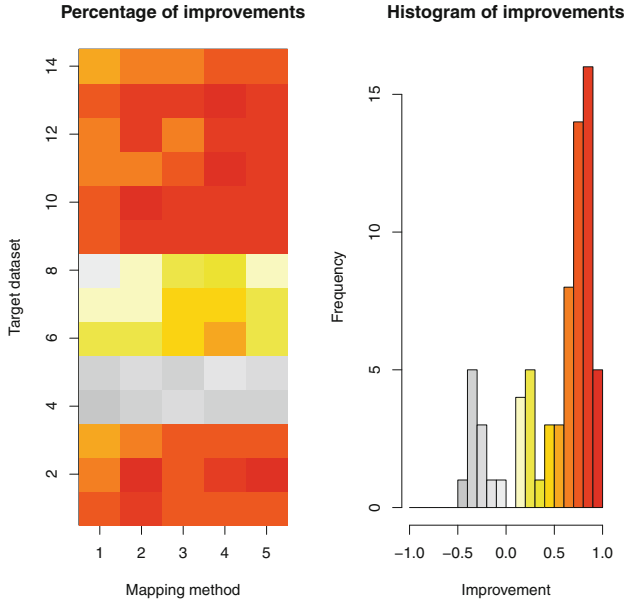 Percentage of improvements
Target dataset
14
12
10
8
6
4
2
1 2 3 4 5
Mapping method
Histogram of improvements
Frequency
15
10
5
0
−1.0 −0.5 0.0 0.5 1.0
Improvement